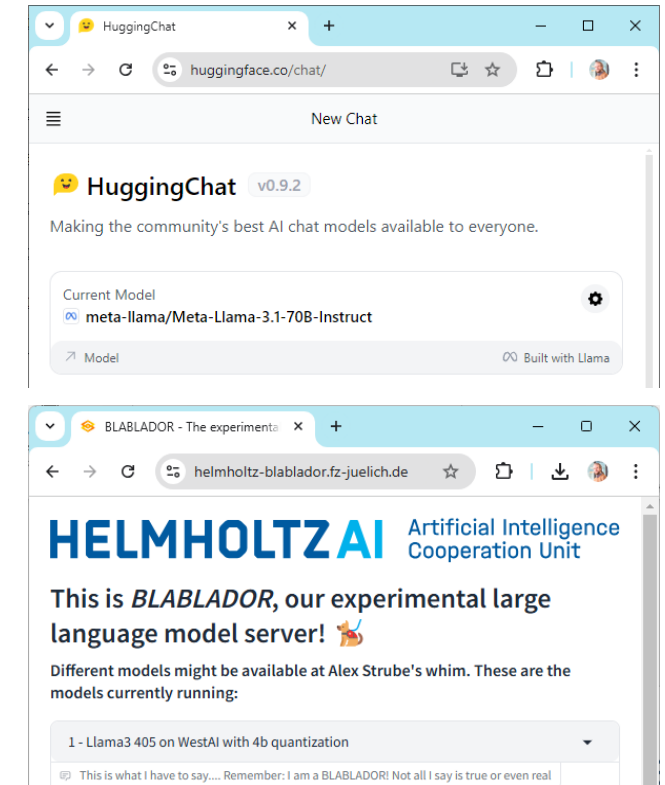 HuggingChat
huggingface.co/chat/
New Chat
HuggingChat v0.9.2
Making the community's best AI chat models available to everyone.
Current Model
meta-llama/Meta-Llama-3.1-70B-Instruct
Model
Built with Llama
BLABLADOR - The experimenta
helmholtz-blablador.fz-juelich.de
HELMHOLTZ AI
Artificial Intelligence
Cooperation Unit
This is BLABLADOR, our experimental large
language model server!
Different models might be available at Alex Strube's whim. These are the
models currently running:
1 - Llama3 405 on WestAI with 4b quantization
This is what I have to say.... Remember: I am a BLABLADOR! Not all I say is true or even real